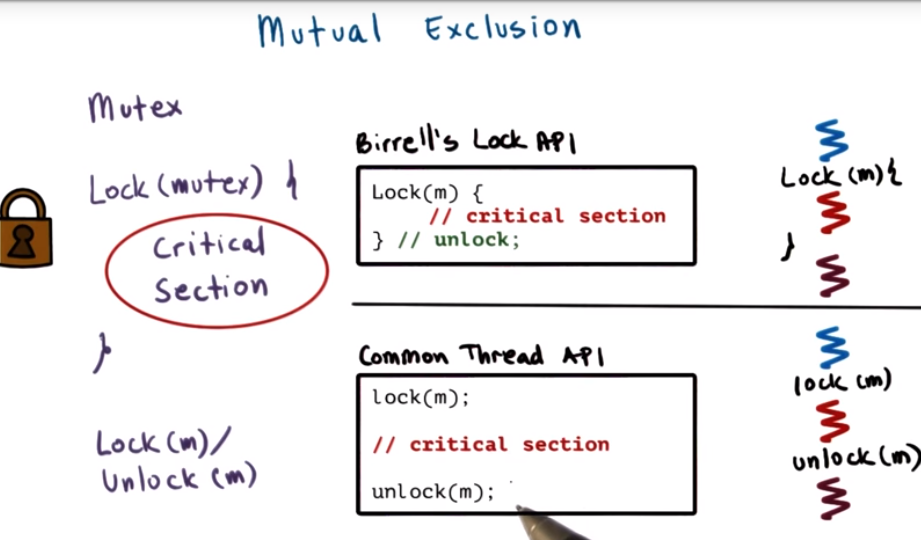 Mutual Exclusion
Mutex
Lock (mutex) {
Critical
Section
}
Lock (m)/
Unlock (m)
Birrell's Lock API
Lock(m) {
// critical section
} // unlock;
Common Thread API
lock(m);
// critical section
unlock(m);
Lock (m) {
}
lock (m)
unlock (m)